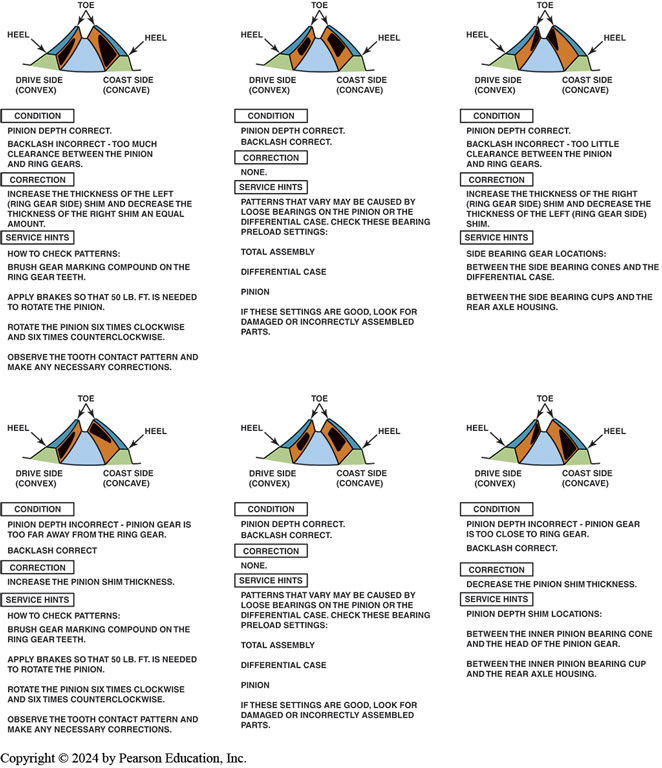 TOE
HEEL
HEEL
DRIVE SIDE
(CONVEX)
COAST SIDE
(CONCAVE)
CONDITION
PINION DEPTH CORRECT.
BACKLASH INCORRECT - TOO MUCH
CLEARANCE BETWEEN THE PINION
AND RING GEARS.
CORRECTION
INCREASE THE THICKNESS OF THE LEFT
(RING GEAR SIDE) SHIM AND DECREASE THE
THICKNESS OF THE RIGHT SHIM AN EQUAL
AMOUNT.
SERVICE HINTS
HOW TO CHECK PATTERNS:
BRUSH GEAR MARKING COMPOUND ON THE
RING GEAR TEETH.
APPLY BRAKES SO THAT 50 LB. FT. IS NEEDED
TO ROTATE THE PINION.
ROTATE THE PINION SIX TIMES CLOCKWISE
AND SIX TIMES COUNTERCLOCKWISE.
OBSERVE THE TOOTH CONTACT PATTERN AND
MAKE ANY NECESSARY CORRECTIONS.
TOE
HEEL
HEEL
DRIVE SIDE
(CONVEX)
COAST SIDE
(CONCAVE)
CONDITION
PINION DEPTH CORRECT.
BACKLASH CORRECT.
CORRECTION
NONE.
SERVICE HINTS
PATTERNS THAT VARY MAY BE CAUSED BY
LOOSE BEARINGS ON THE PINION OR THE
DIFFERENTIAL CASE. CHECK THESE BEARING
PRELOAD SETTINGS:
TOTAL ASSEMBLY
DIFFERENTIAL CASE
PINION
IF THESE SETTINGS ARE GOOD, LOOK FOR
DAMAGED OR INCORRECTLY ASSEMBLED
PARTS.
TOE
HEEL
HEEL
DRIVE SIDE
(CONVEX)
COAST SIDE
(CONCAVE)
CONDITION
PINION DEPTH CORRECT.
BACKLASH INCORRECT - TOO LITTLE
CLEARANCE BETWEEN THE PINION
AND RING GEARS.
CORRECTION
INCREASE THE THICKNESS OF THE RIGHT
(RING GEAR SIDE) SHIM AND DECREASE THE
THICKNESS OF THE LEFT (RING GEAR SIDE)
SHIM.
SERVICE HINTS
SIDE BEARING GEAR LOCATIONS:
BETWEEN THE SIDE BEARING CONES AND THE
DIFFERENTIAL CASE.
BETWEEN THE SIDE BEARING CUPS AND THE
REAR AXLE HOUSING.
TOE
HEEL
HEEL
DRIVE SIDE
(CONVEX)
COAST SIDE
(CONCAVE)
CONDITION
PINION DEPTH INCORRECT - PINION GEAR IS
TOO FAR AWAY FROM THE RING GEAR.
BACKLASH CORRECT
CORRECTION
INCREASE THE PINION SHIM THICKNESS.
SERVICE HINTS
HOW TO CHECK PATTERNS:
BRUSH GEAR MARKING COMPOUND ON THE
RING GEAR TEETH.
APPLY BRAKES SO THAT 50 LB. FT. IS NEEDED
TO ROTATE THE PINION.
ROTATE THE PINION SIX TIMES CLOCKWISE
AND SIX TIMES COUNTERCLOCKWISE.
OBSERVE THE TOOTH CONTACT PATTERN AND
MAKE ANY NECESSARY CORRECTIONS.
TOE
HEEL
HEEL
DRIVE SIDE
(CONVEX)
COAST SIDE
(CONCAVE)
CONDITION
PINION DEPTH CORRECT.
BACKLASH CORRECT.
CORRECTION
NONE.
SERVICE HINTS
PATTERNS THAT VARY MAY BE CAUSED BY
LOOSE BEARINGS ON THE PINION OR THE
DIFFERENTIAL CASE. CHECK THESE BEARING
PRELOAD SETTINGS:
TOTAL ASSEMBLY
DIFFERENTIAL CASE
PINION
IF THESE SETTINGS ARE GOOD, LOOK FOR
DAMAGED OR INCORRECTLY ASSEMBLED
PARTS.
TOE
HEEL
HEEL
DRIVE SIDE
(CONVEX)
COAST SIDE
(CONCAVE)
CONDITION
PINION DEPTH INCORRECT - PINION GEAR
IS TOO CLOSE TO RING GEAR.
BACKLASH CORRECT.
CORRECTION
DECREASE THE PINION SHIM THICKNESS.
SERVICE HINTS
PINION DEPTH SHIM LOCATIONS:
BETWEEN THE INNER PINION BEARING CONE
AND THE HEAD OF THE PINION GEAR.
BETWEEN THE INNER PINION BEARING CUP
AND THE REAR AXLE HOUSING.
Copyright © 2024 by Pearson Education, Inc.